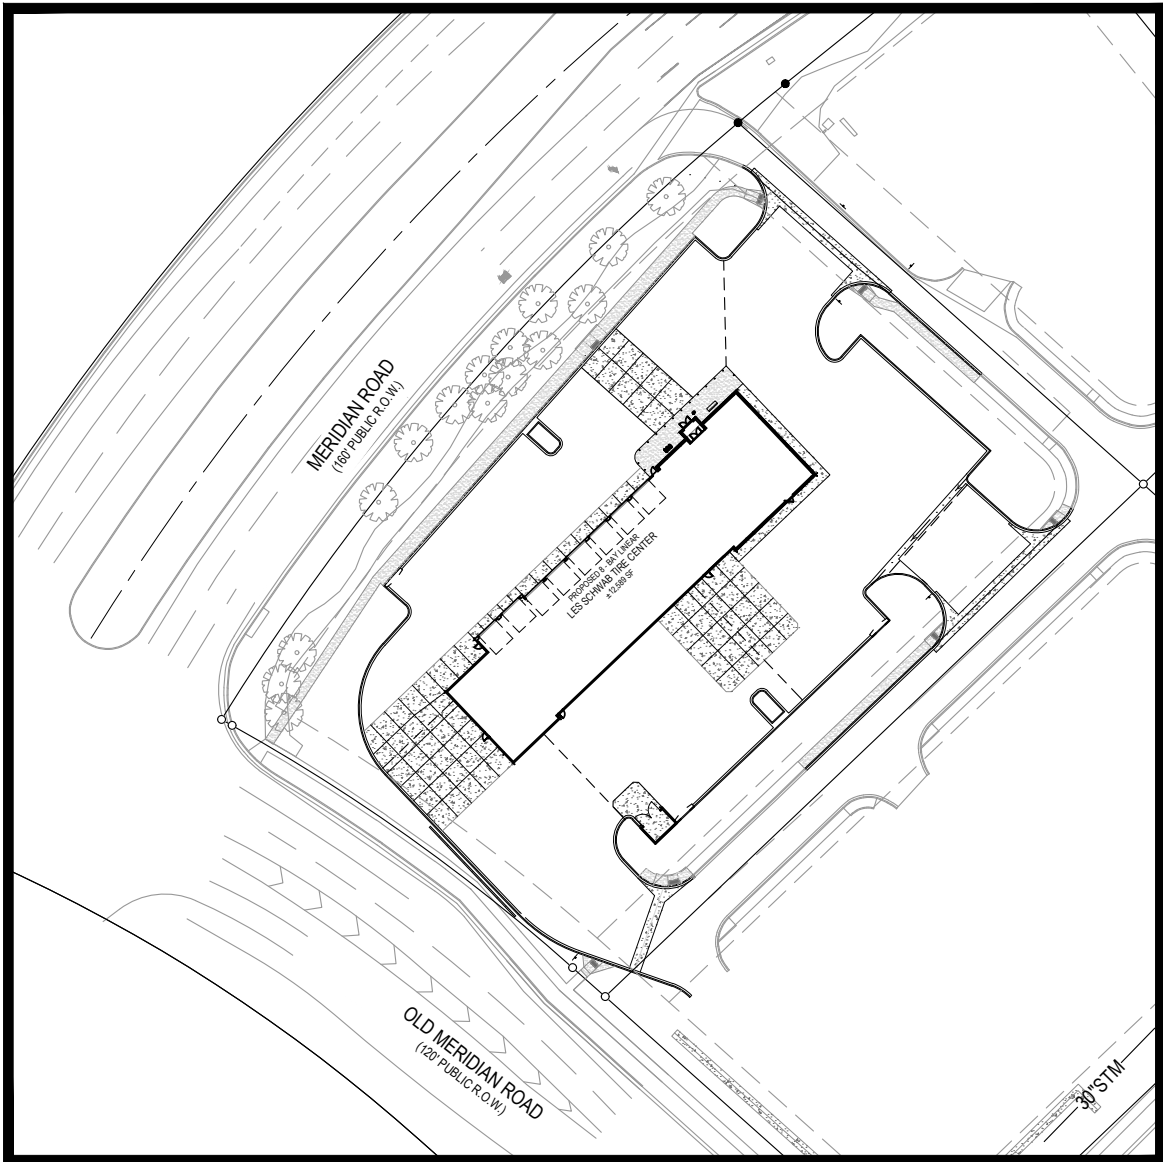 MERIDIAN ROAD
(160' PUBLIC R.O.W.)
PROPOSED 8 - BAY LINEAR
LES SCHWAB TIRE CENTER
±12,589 SF
OLD MERIDIAN ROAD
(120' PUBLIC R.O.W.)
30"STM